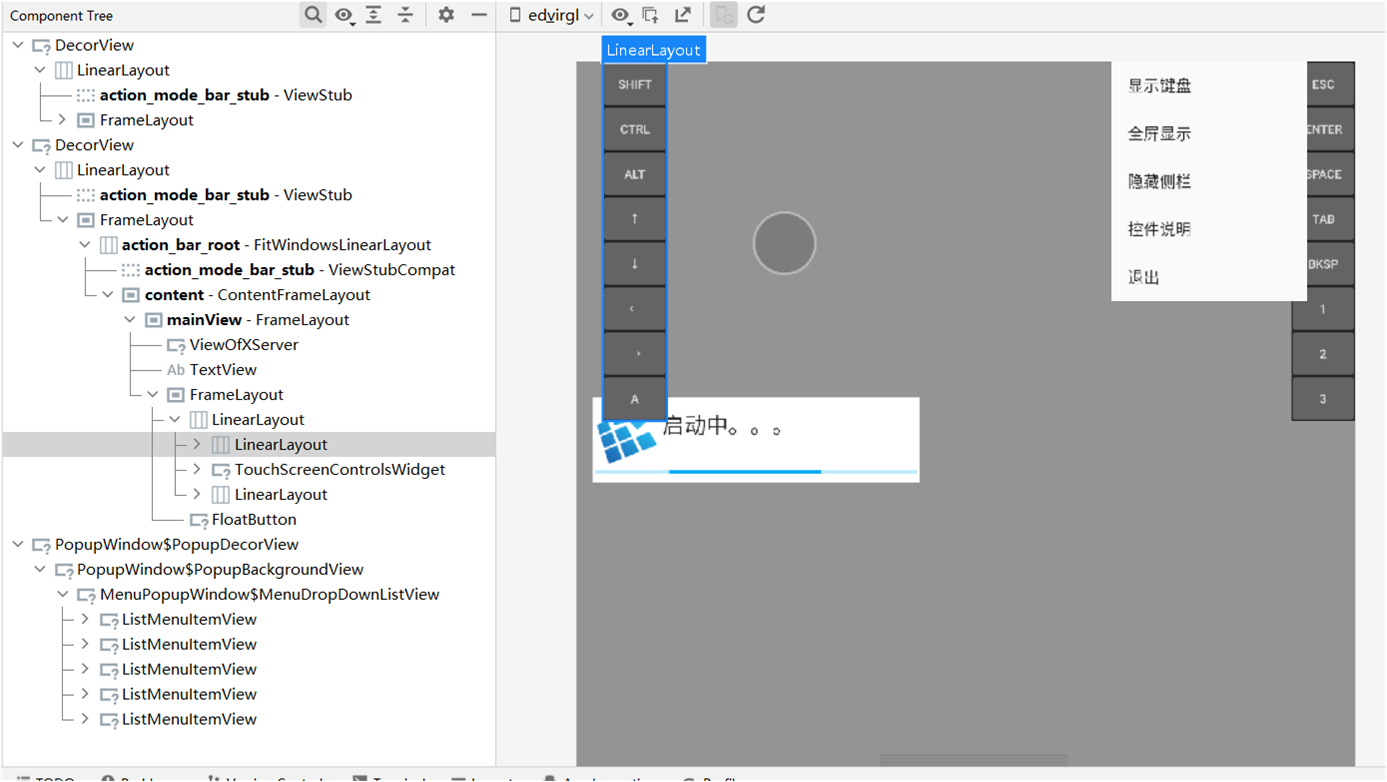 Component Tree
edvirgl
DecorView
LinearLayout
action_mode_bar_stub - ViewStub
FrameLayout
DecorView
LinearLayout
action_mode_bar_stub - ViewStub
FrameLayout
action_bar_root - FitWindowsLinearLayout
action_mode_bar_stub - ViewStubCompat
content - ContentFrameLayout
mainView - FrameLayout
ViewOfXServer
Ab TextView
FrameLayout
LinearLayout
LinearLayout
TouchScreenControlsWidget
LinearLayout
FloatButton
PopupWindow$PopupDecorView
PopupWindow$PopupBackgroundView
MenuPopupWindow$MenuDropDownListView
ListMenuItemView
ListMenuItemView
ListMenuItemView
ListMenuItemView
ListMenuItemView
LinearLayout
SHIFT
CTRL
ALT
↑
↓
‹
›
A
启动中。。。
显示键盘
全屏显示
隐藏侧栏
控件说明
退出
ESC
ENTER
SPACE
TAB
BKSP
1
2
3
TODO